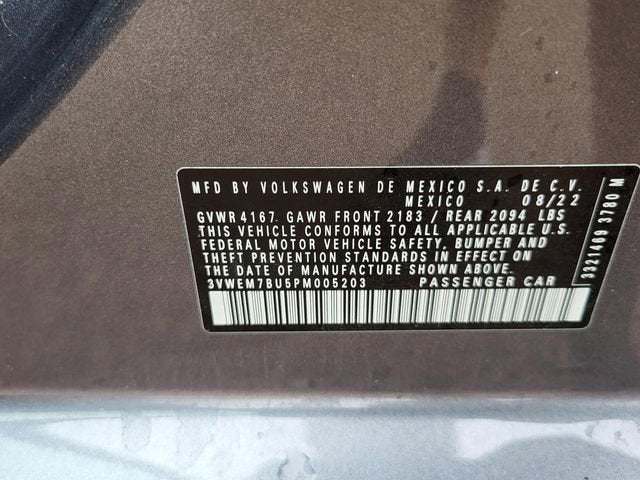 MFD BY VOLKSWAGEN DE MEXICO S.A. DE C.V.
MEXICO 08/22
GVWR 4167 GAWR FRONT 2183 / REAR 2094 LBS
THIS VEHICLE CONFORMS TO ALL APPLICABLE U.S.
FEDERAL MOTOR VEHICLE SAFETY, BUMPER AND
THEFT PREVENTION STANDARDS IN EFFECT ON
THE DATE OF MANUFACTURE SHOWN ABOVE.
3VWEM7BU5PM005203 PASSENGER CAR
3321469 3780 M